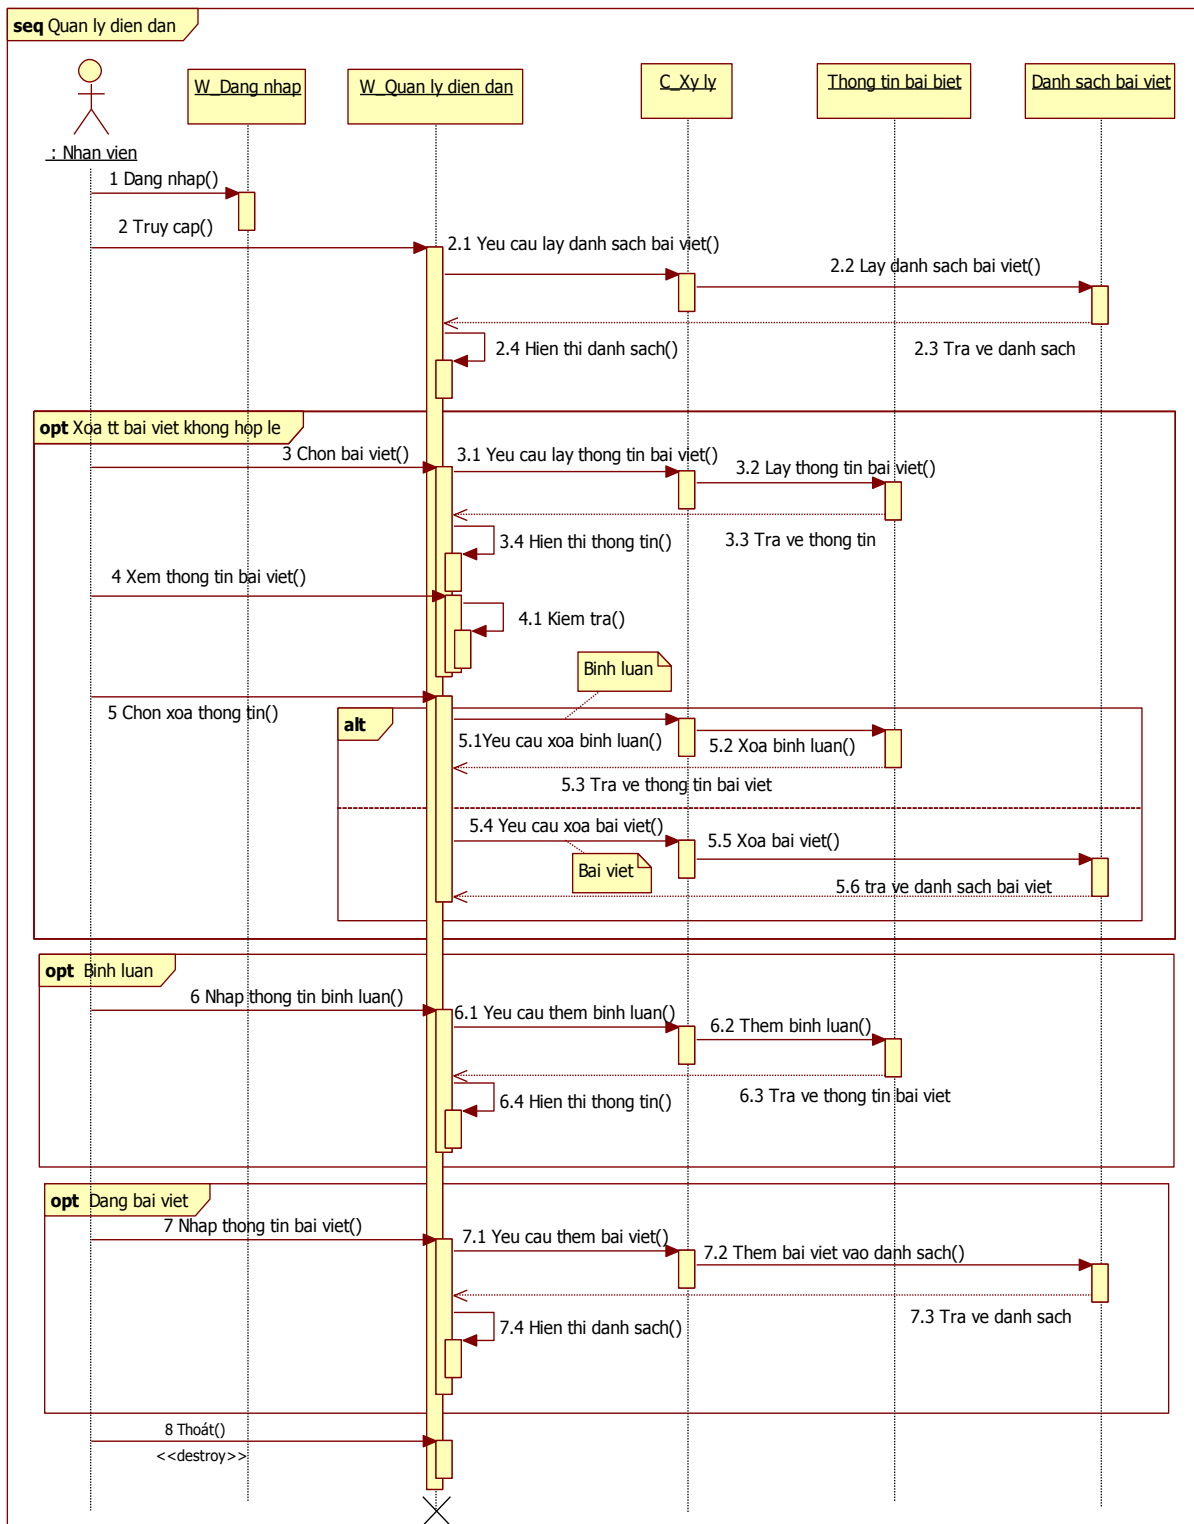 seq Quan ly dien dan
W_Dang nhap
W_Quan ly dien dan
C_Xy ly
Thong tin bai biet
Danh sach bai viet
: Nhan vien
1 Dang nhap()
2 Truy cap()
2.1 Yeu cau lay danh sach bai viet()
2.2 Lay danh sach bai viet()
2.3 Tra ve danh sach
2.4 Hien thi danh sach()
opt Xoa tt bai viet khong hop le
3 Chon bai viet()
3.1 Yeu cau lay thong tin bai viet()
3.2 Lay thong tin bai viet()
3.3 Tra ve thong tin
3.4 Hien thi thong tin()
4 Xem thong tin bai viet()
4.1 Kiem tra()
Binh luan
5 Chon xoa thong tin()
alt
5.1Yeu cau xoa binh luan()
5.2 Xoa binh luan()
5.3 Tra ve thong tin bai viet
5.4 Yeu cau xoa bai viet()
5.5 Xoa bai viet()
Bai viet
5.6 tra ve danh sach bai viet
opt Binh luan
6 Nhap thong tin binh luan()
6.1 Yeu cau them binh luan()
6.2 Them binh luan()
6.3 Tra ve thong tin bai viet
6.4 Hien thi thong tin()
opt Dang bai viet
7 Nhap thong tin bai viet()
7.1 Yeu cau them bai viet()
7.2 Them bai viet vao danh sach()
7.3 Tra ve danh sach
7.4 Hien thi danh sach()
8 Thoát()
<<destroy>>